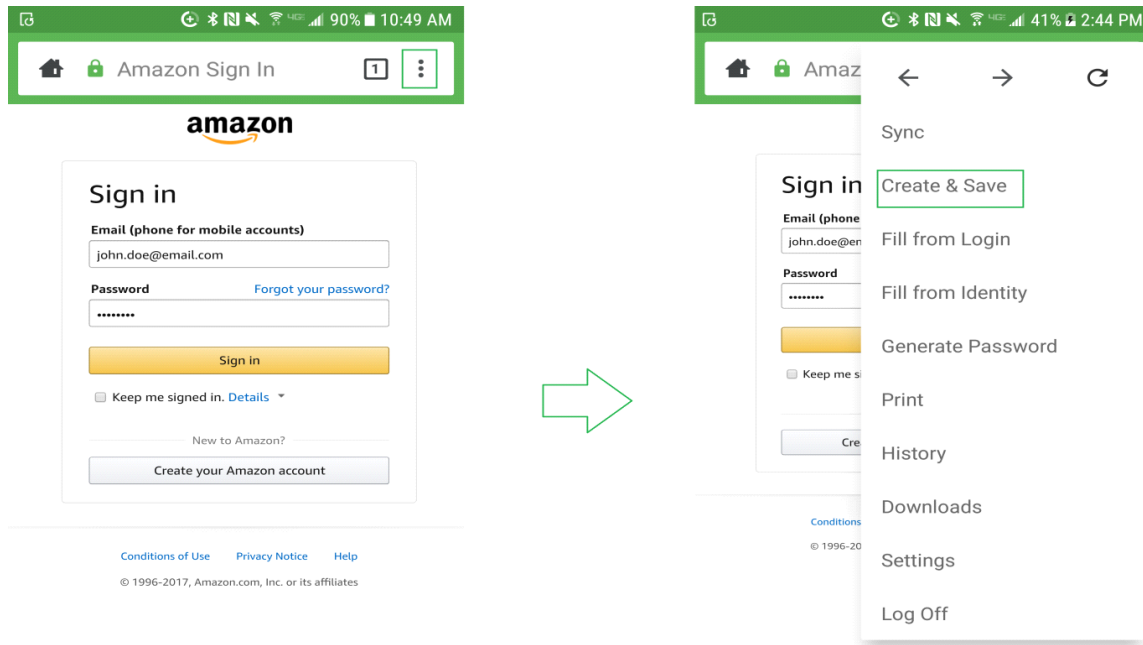 4GE 90% 10:49 AM
Amazon Sign In 1
amazon
Sign in
Email (phone for mobile accounts)
john.doe@email.com
Password Forgot your password?
••••••••
Sign in
Keep me signed in. Details
New to Amazon?
Create your Amazon account
Conditions of Use Privacy Notice Help
© 1996-2017, Amazon.com, Inc. or its affiliates
41% 2:44 PM
Amaz
Sign in
Email (phone
john.doe@en
Password
••••••••
Keep me si
Cre
Conditions
© 1996-20
Sync
Create & Save
Fill from Login
Fill from Identity
Generate Password
Print
History
Downloads
Settings
Log Off